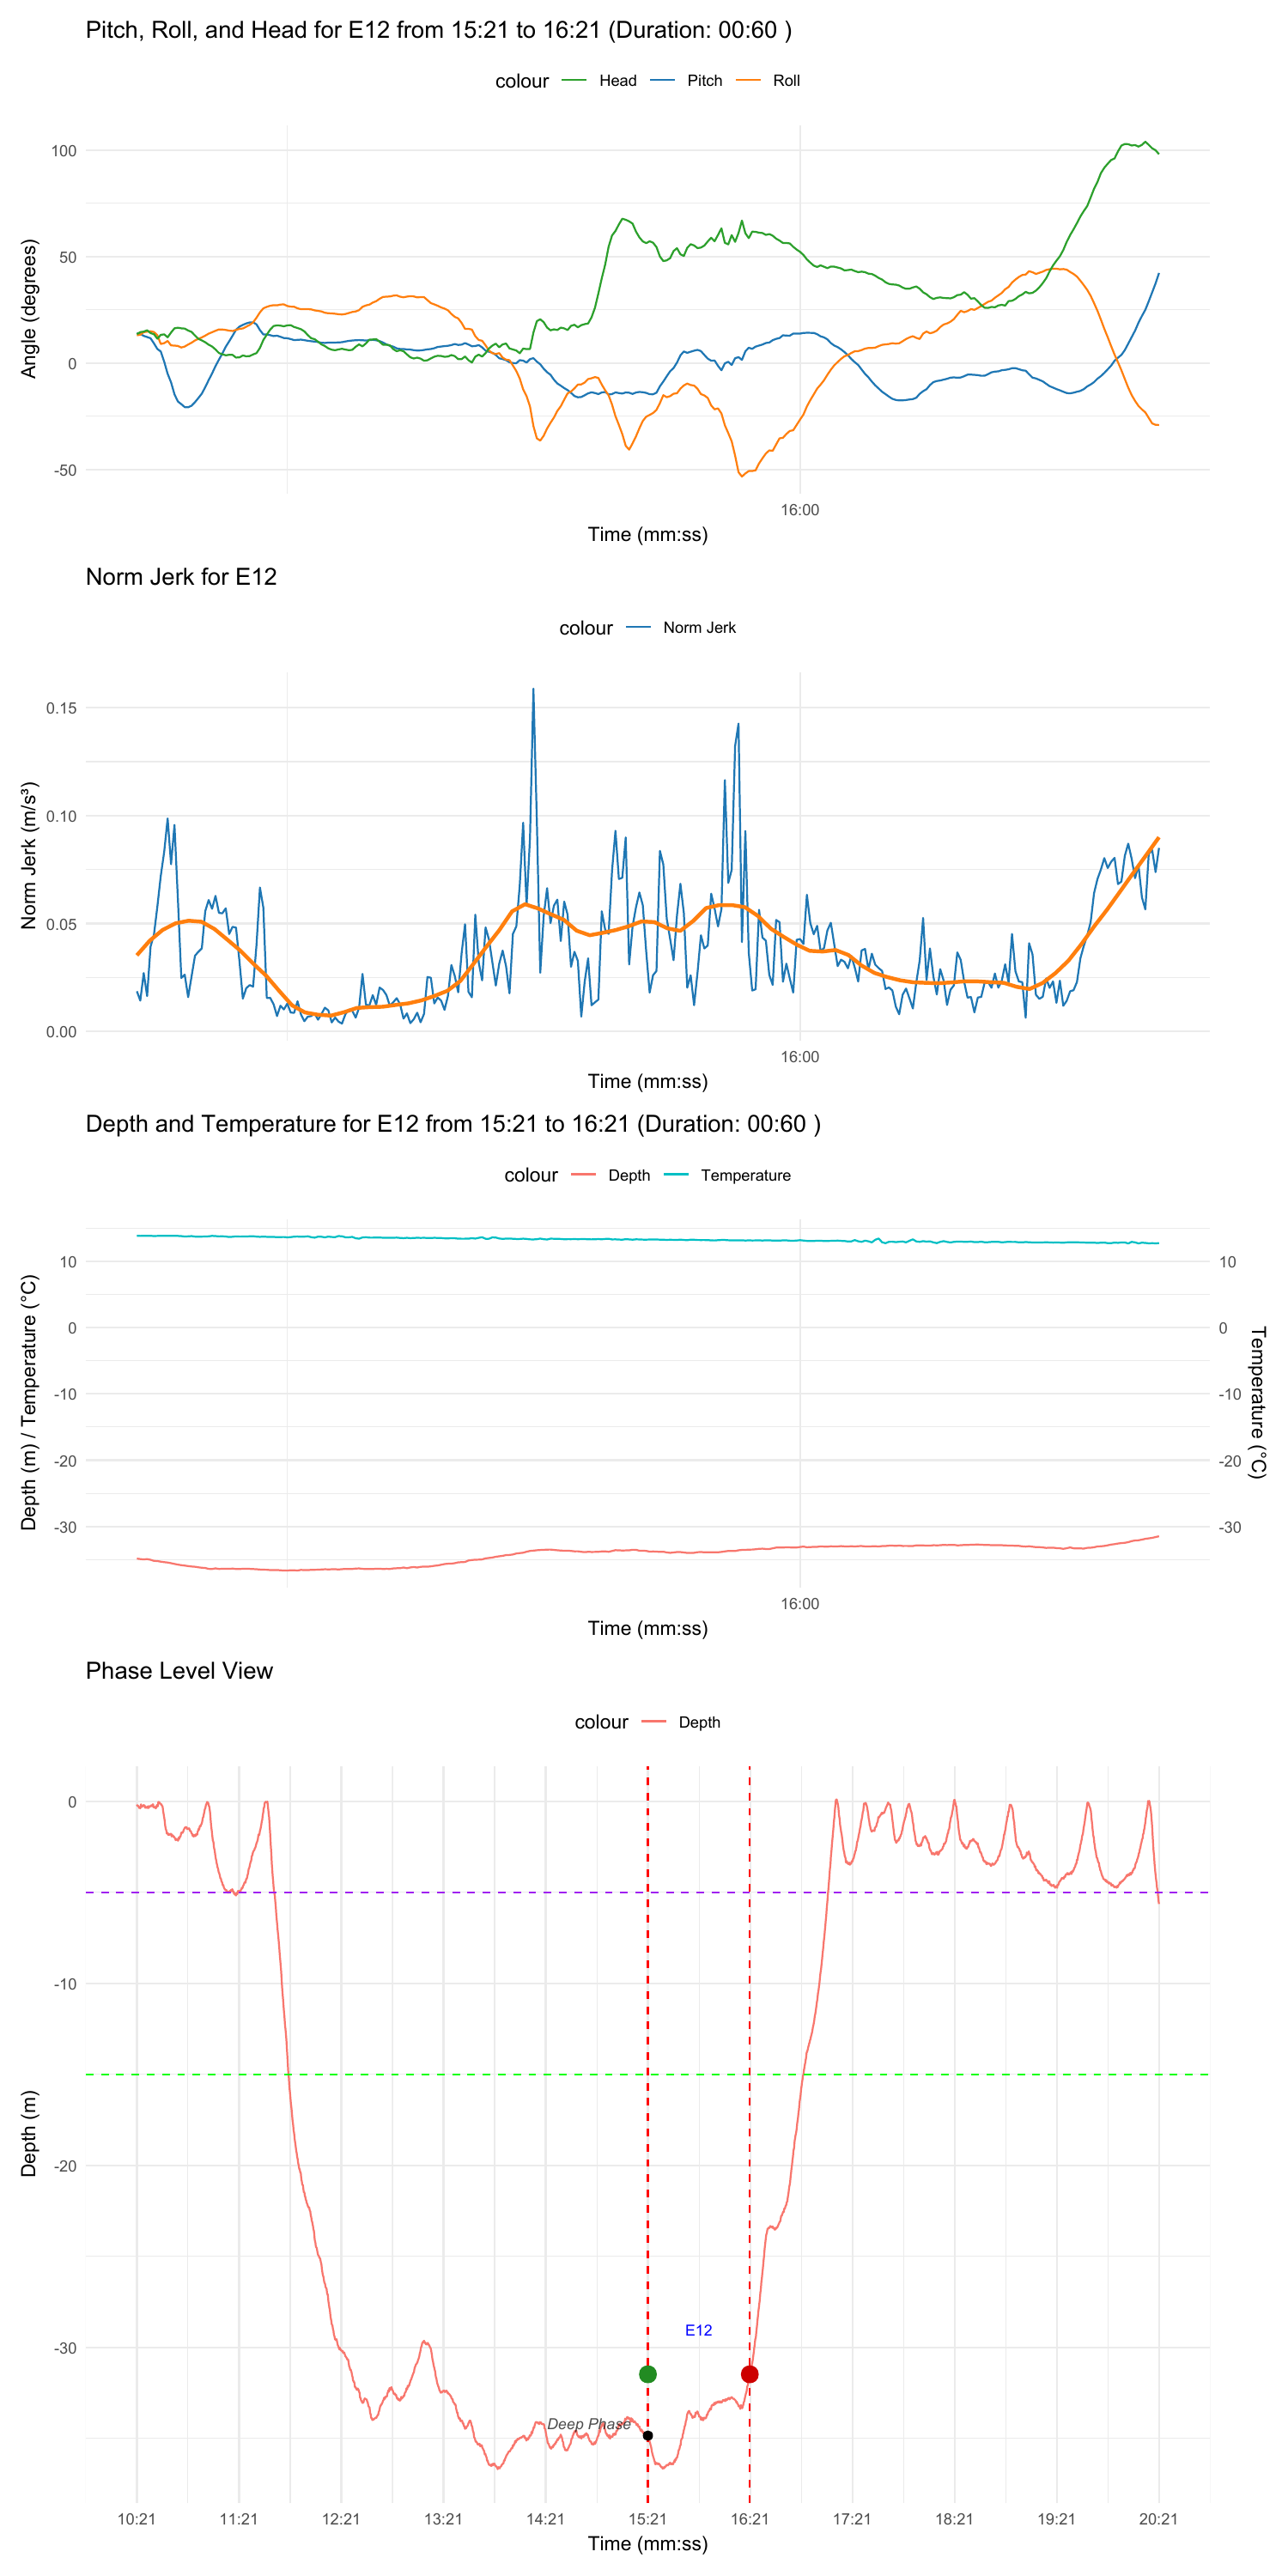 Pitch, Roll, and Head for E12 from 15:21 to 16:21 (Duration: 00:60 )
colour Head Pitch Roll
Angle (degrees)
100
50
0
-50
16:00
Time (mm:ss)
Norm Jerk for E12
colour Norm Jerk
Norm Jerk (m/s³)
0.15
0.10
0.05
0.00
16:00
Time (mm:ss)
Depth and Temperature for E12 from 15:21 to 16:21 (Duration: 00:60 )
colour Depth Temperature
Depth (m) / Temperature (°C)
10 10
0 0
-10 -10
-20 -20
-30 -30
Temperature (°C)
16:00
Time (mm:ss)
Phase Level View
colour Depth
Depth (m)
0
-10
-20
-30
E12
Deep Phase
10:21 11:21 12:21 13:21 14:21 15:21 16:21 17:21 18:21 19:21 20:21
Time (mm:ss)